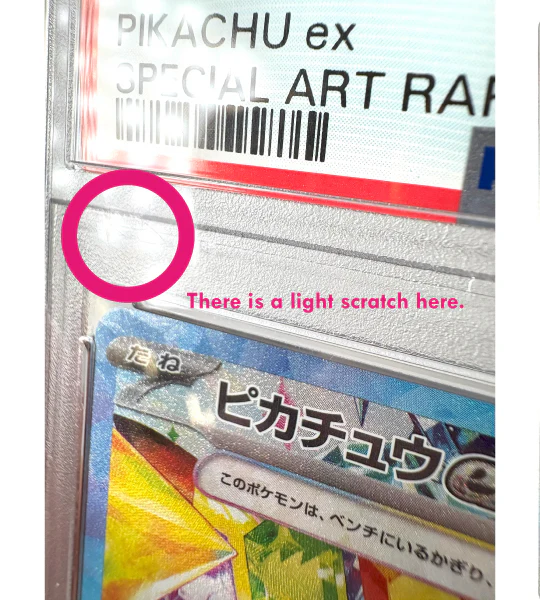 PIKACHU ex
SPECIAL ART RAR
There is a light scratch here.
たね
ピカチュウ
このポケモンは、ベンチにいるかぎり、